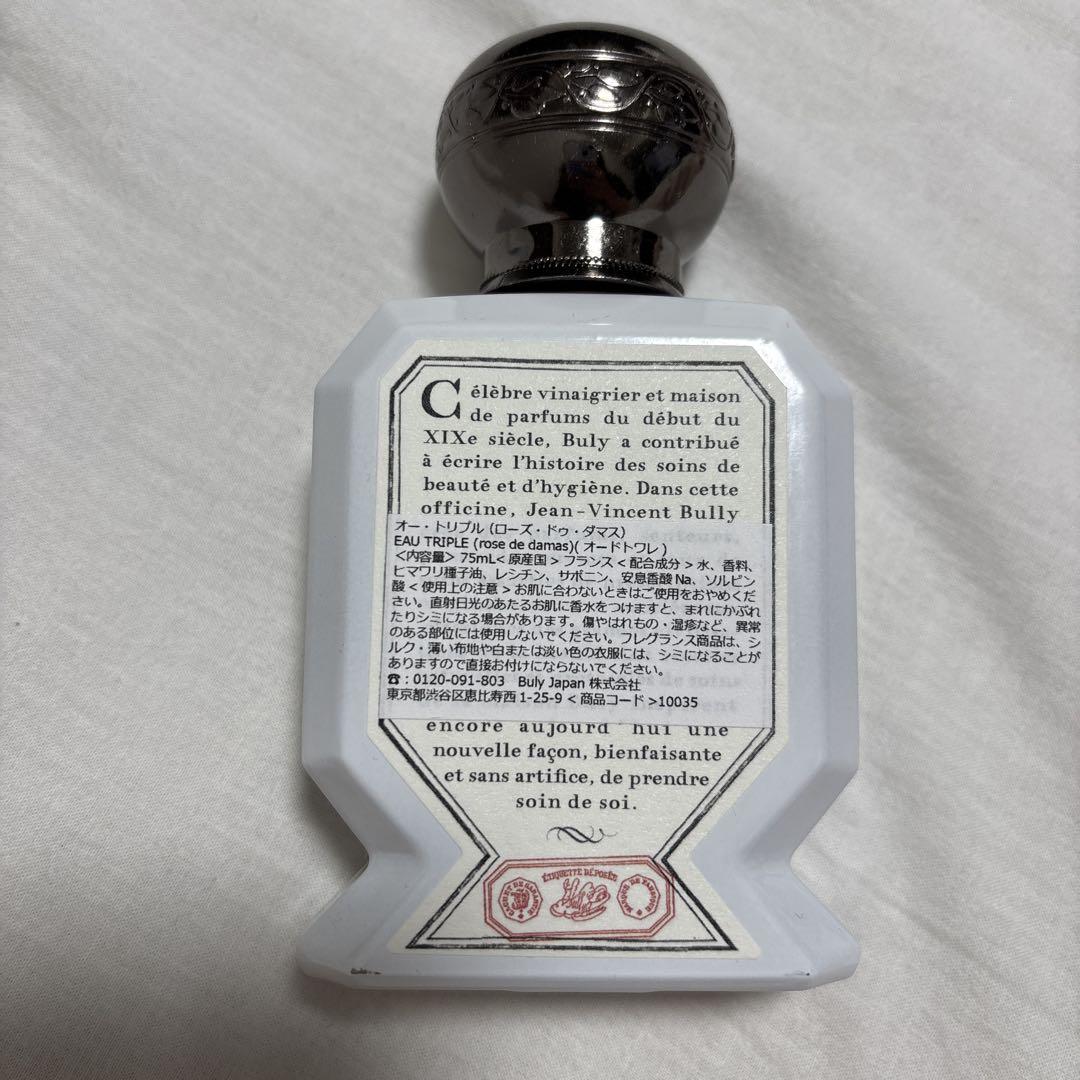 Célèbre vinaigrier et maison
de parfums du début du
XIXe siècle, Buly a contribué
à écrire l'histoire des soins de
beauté et d'hygiène. Dans cette
officine, Jean-Vincent Bully
オー・トリプル (ローズ・ドゥ・ダマス)
EAU TRIPLE (rose de damas)( オードトワレ )
<内容量> 75mL< 原産国 > フランス < 配合成分 > 水、香料、
ヒマワリ種子油、レシチン、サポニン、安息香酸 Na、ソルビン
酸 < 使用上の注意 > お肌に合わないときはご使用をおやめくだ
さい。直射日光のあたるお肌に香水をつけますと、まれにかぶれ
たりシミになる場合があります。傷やはれもの・湿疹など、異常
のある部位には使用しないでください。フレグランス商品は、シ
ルク・薄い布地や白または淡い色の衣服には、シミになることが
ありますので直接お付けにならないでください。
☎ : 0120-091-803 Buly Japan 株式会社
東京都渋谷区恵比寿西 1-25-9 < 商品コード >10035
encore aujourd'hui une
nouvelle façon, bienfaisante
et sans artifice, de prendre
soin de soi.
ÉTIQUETTE DÉPOSÉE
CACHET DE GARANTIE
MARQUE DE FABRIQUE